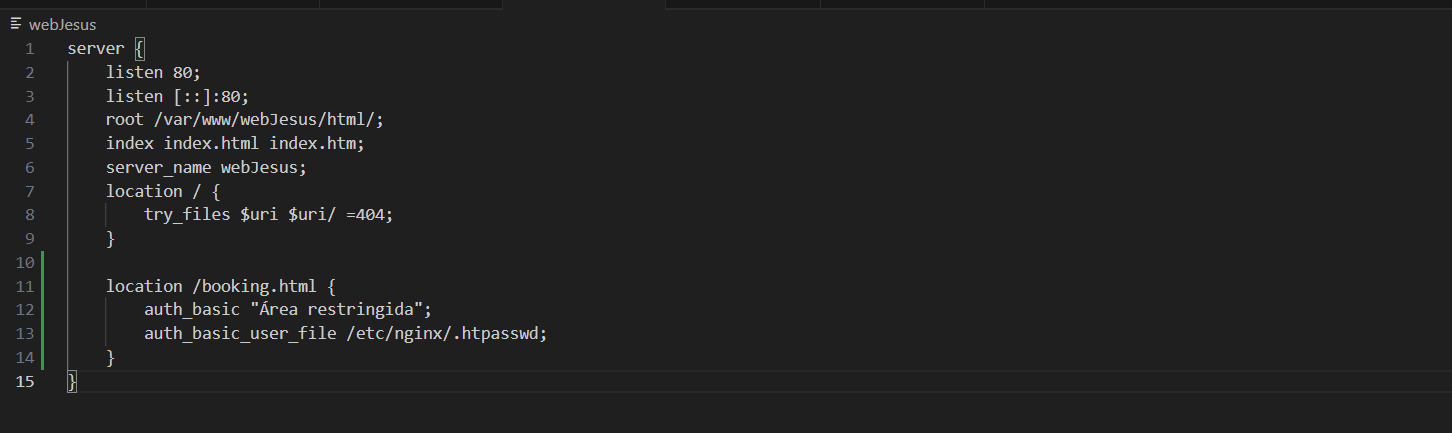 webJesus
1 server {
2 listen 80;
3 listen [::]:80;
4 root /var/www/webJesus/html/;
5 index index.html index.htm;
6 server_name webJesus;
7 location / {
8 try_files $uri $uri/ =404;
9 }
10
11 location /booking.html {
12 auth_basic "Área restringida";
13 auth_basic_user_file /etc/nginx/.htpasswd;
14 }
15 }